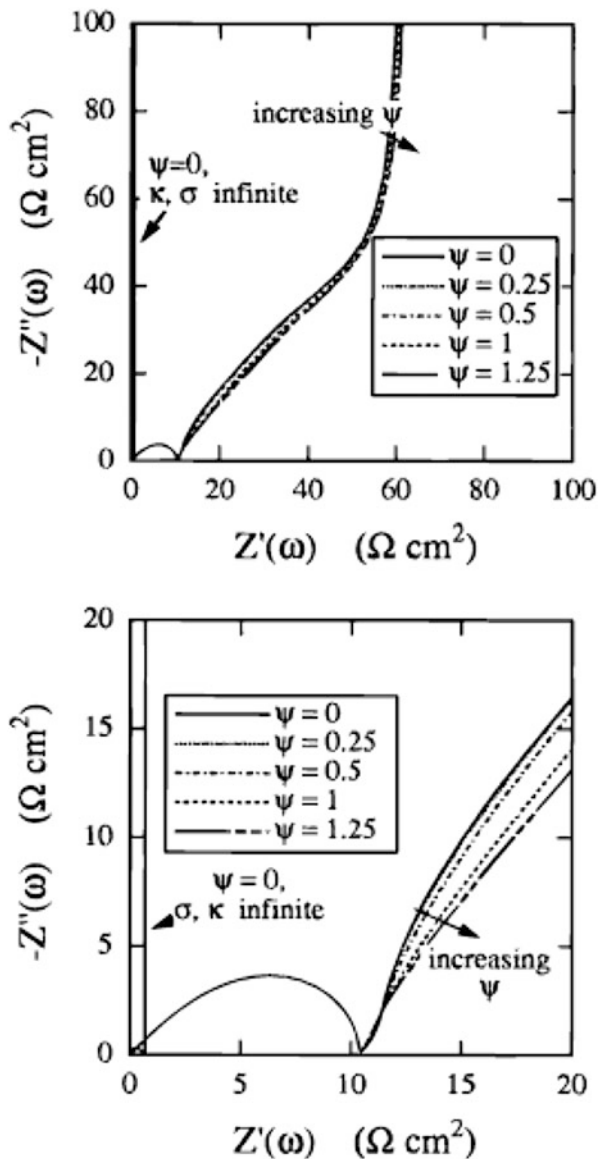 100
80
60
40
20
0
-Z''(ω) (Ω cm²)
increasing ψ
ψ=0,
κ, σ infinite
ψ = 0
ψ = 0.25
ψ = 0.5
ψ = 1
ψ = 1.25
0 20 40 60 80 100
Z'(ω) (Ω cm²)
20
15
10
5
0
-Z''(ω) (Ω cm²)
ψ = 0
ψ = 0.25
ψ = 0.5
ψ = 1
ψ = 1.25
ψ = 0,
σ, κ infinite
increasing
ψ
0 5 10 15 20
Z'(ω) (Ω cm²)